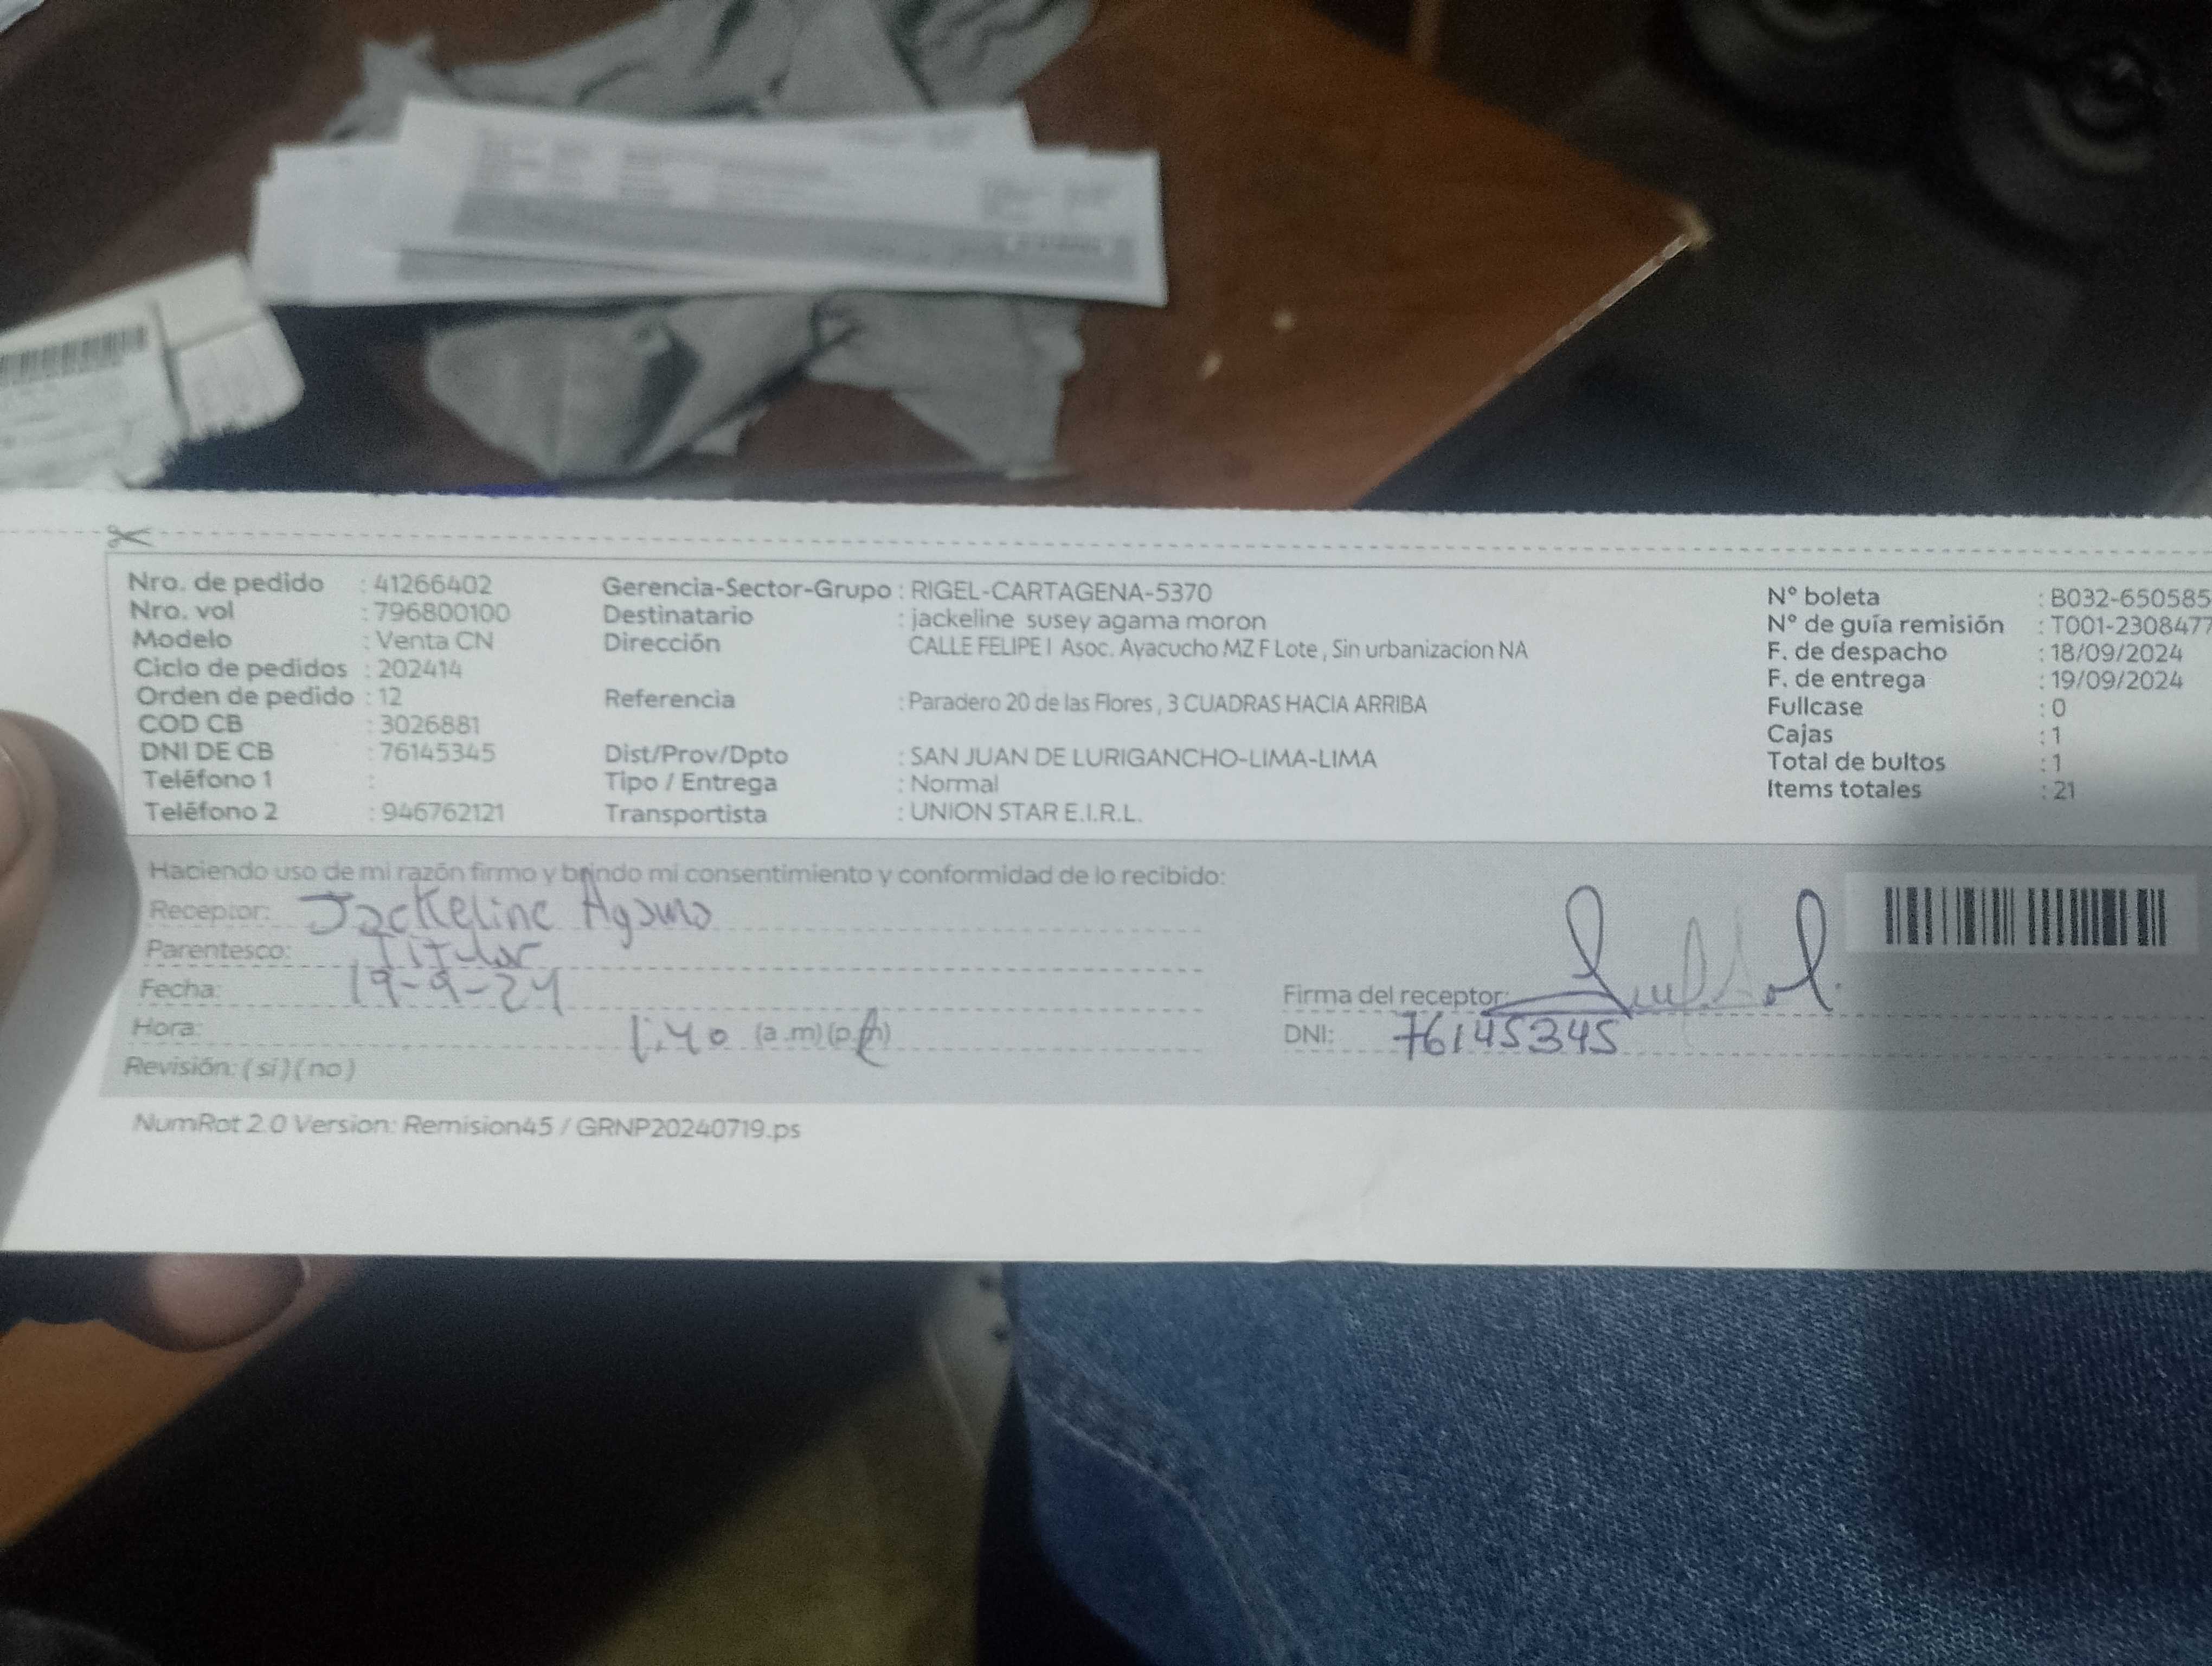 Nro. de pedido : 41266402
Nro. vol : 796800100
Modelo : Venta CN
Ciclo de pedidos : 202414
Orden de pedido : 12
COD CB : 3026881
DNI DE CB : 76145345
Teléfono 1 :
Teléfono 2 : 946762121
Gerencia-Sector-Grupo : RIGEL-CARTAGENA-5370
Destinatario : jackeline susey agama moron
Dirección CALLE FELIPE I Asoc. Ayacucho MZ F Lote , Sin urbanizacion NA
Referencia : Paradero 20 de las Flores , 3 CUADRAS HACIA ARRIBA
Dist/Prov/Dpto : SAN JUAN DE LURIGANCHO-LIMA-LIMA
Tipo / Entrega : Normal
Transportista : UNION STAR E.I.R.L.
N° boleta : B032-650585
N° de guía remisión : T001-2308477
F. de despacho : 18/09/2024
F. de entrega : 19/09/2024
Fullcase : 0
Cajas : 1
Total de bultos : 1
Items totales : 21
Haciendo uso de mi razón firmo y brindo mi consentimiento y conformidad de lo recibido:
Receptor: Jackeline Agama
Parentesco: Titular
Fecha: 19-9-24
Hora: 1:40 (a.m) (p.m)
Revisión: (si) (no)
Firma del receptor:
DNI: 76145345
NumRot 2.0 Version: Remision45 / GRNP20240719.ps